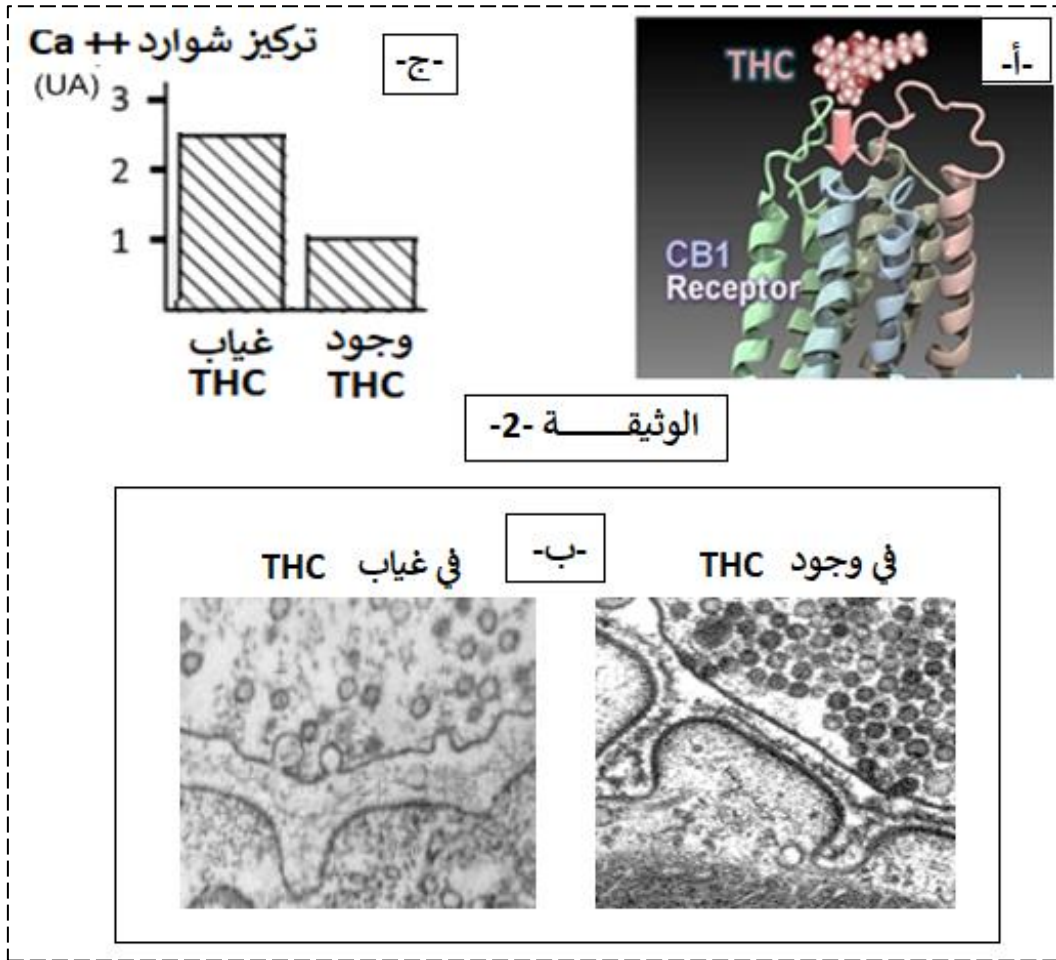 -أ-
THC
CB1
Receptor
-ج-
تركيز شوارد Ca ++
(UA)
3
2
1
غياب
THC
وجود
THC
الوثيقـــــــة -2-
-ب-
في وجود THC
في غياب THC